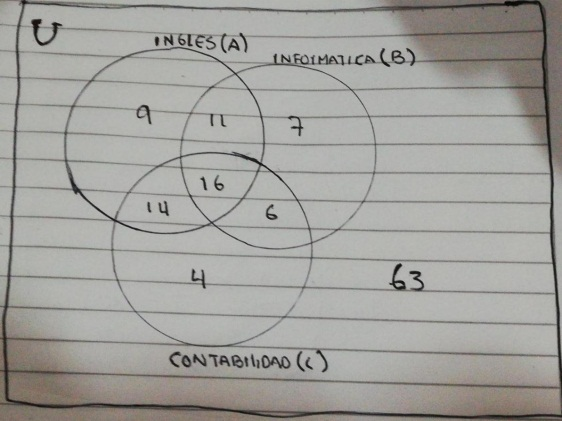 U
INGLES (A)
INFOIMATICA (B)
9
11
7
16
14
6
4
63
CONTABILIDAD (C)